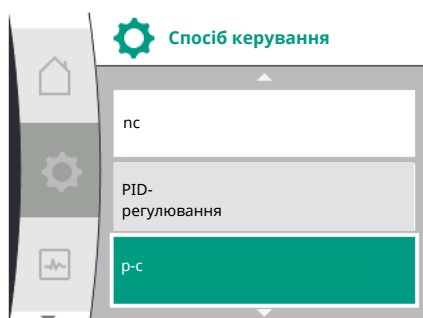 Спосіб керування
nc
PID-
регулювання
p-c